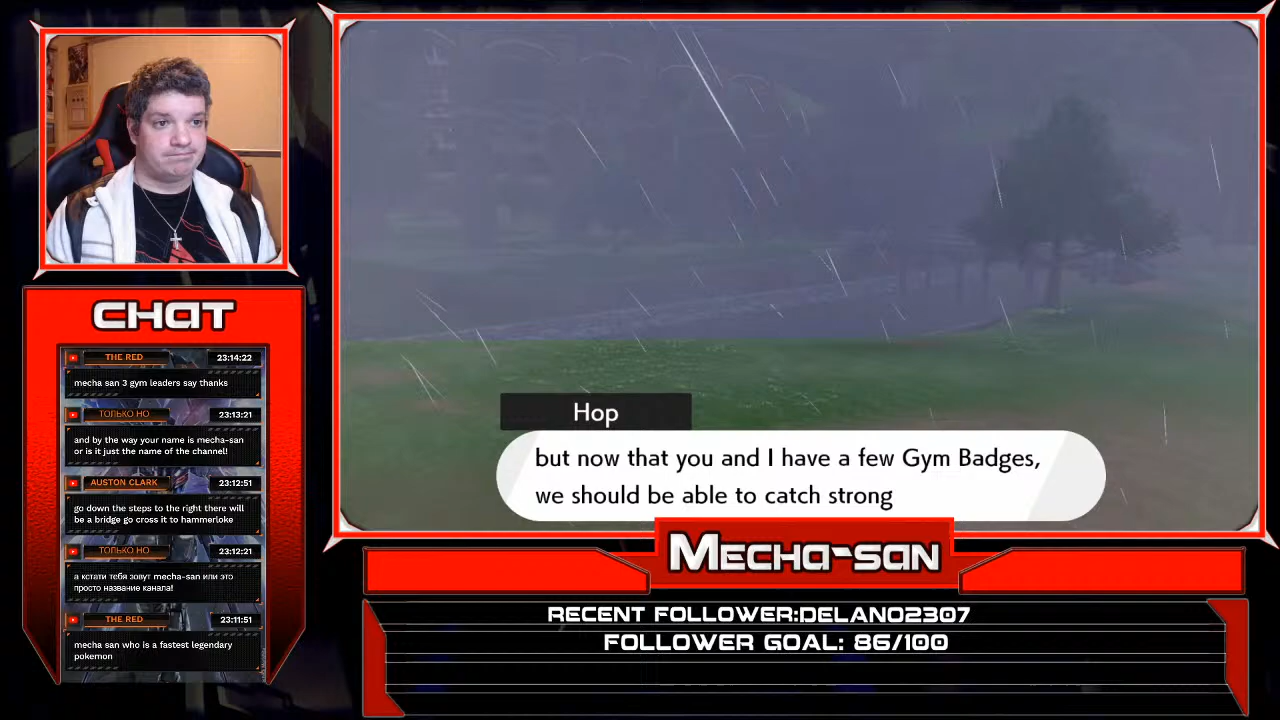 CHAT
THE RED 23:14:22
mecha san 3 gym leaders say thanks
ТОЛЬКО НО 23:13:21
and by the way your name is mecha-san
or is it just the name of the channel!
AUSTON CLARK 23:12:51
go down the steps to the right there will
be a bridge go cross it to hammerloke
ТОЛЬКО НО 23:12:21
а кстати тебя зовут mecha-san или это
просто название канала!
THE RED 23:11:51
mecha san who is a fastest legendary
pokemon
Hop
but now that you and I have a few Gym Badges,
we should be able to catch strong
MECHA-SAN
RECENT FOLLOWER:DELANO2307
FOLLOWER GOAL: 86/100